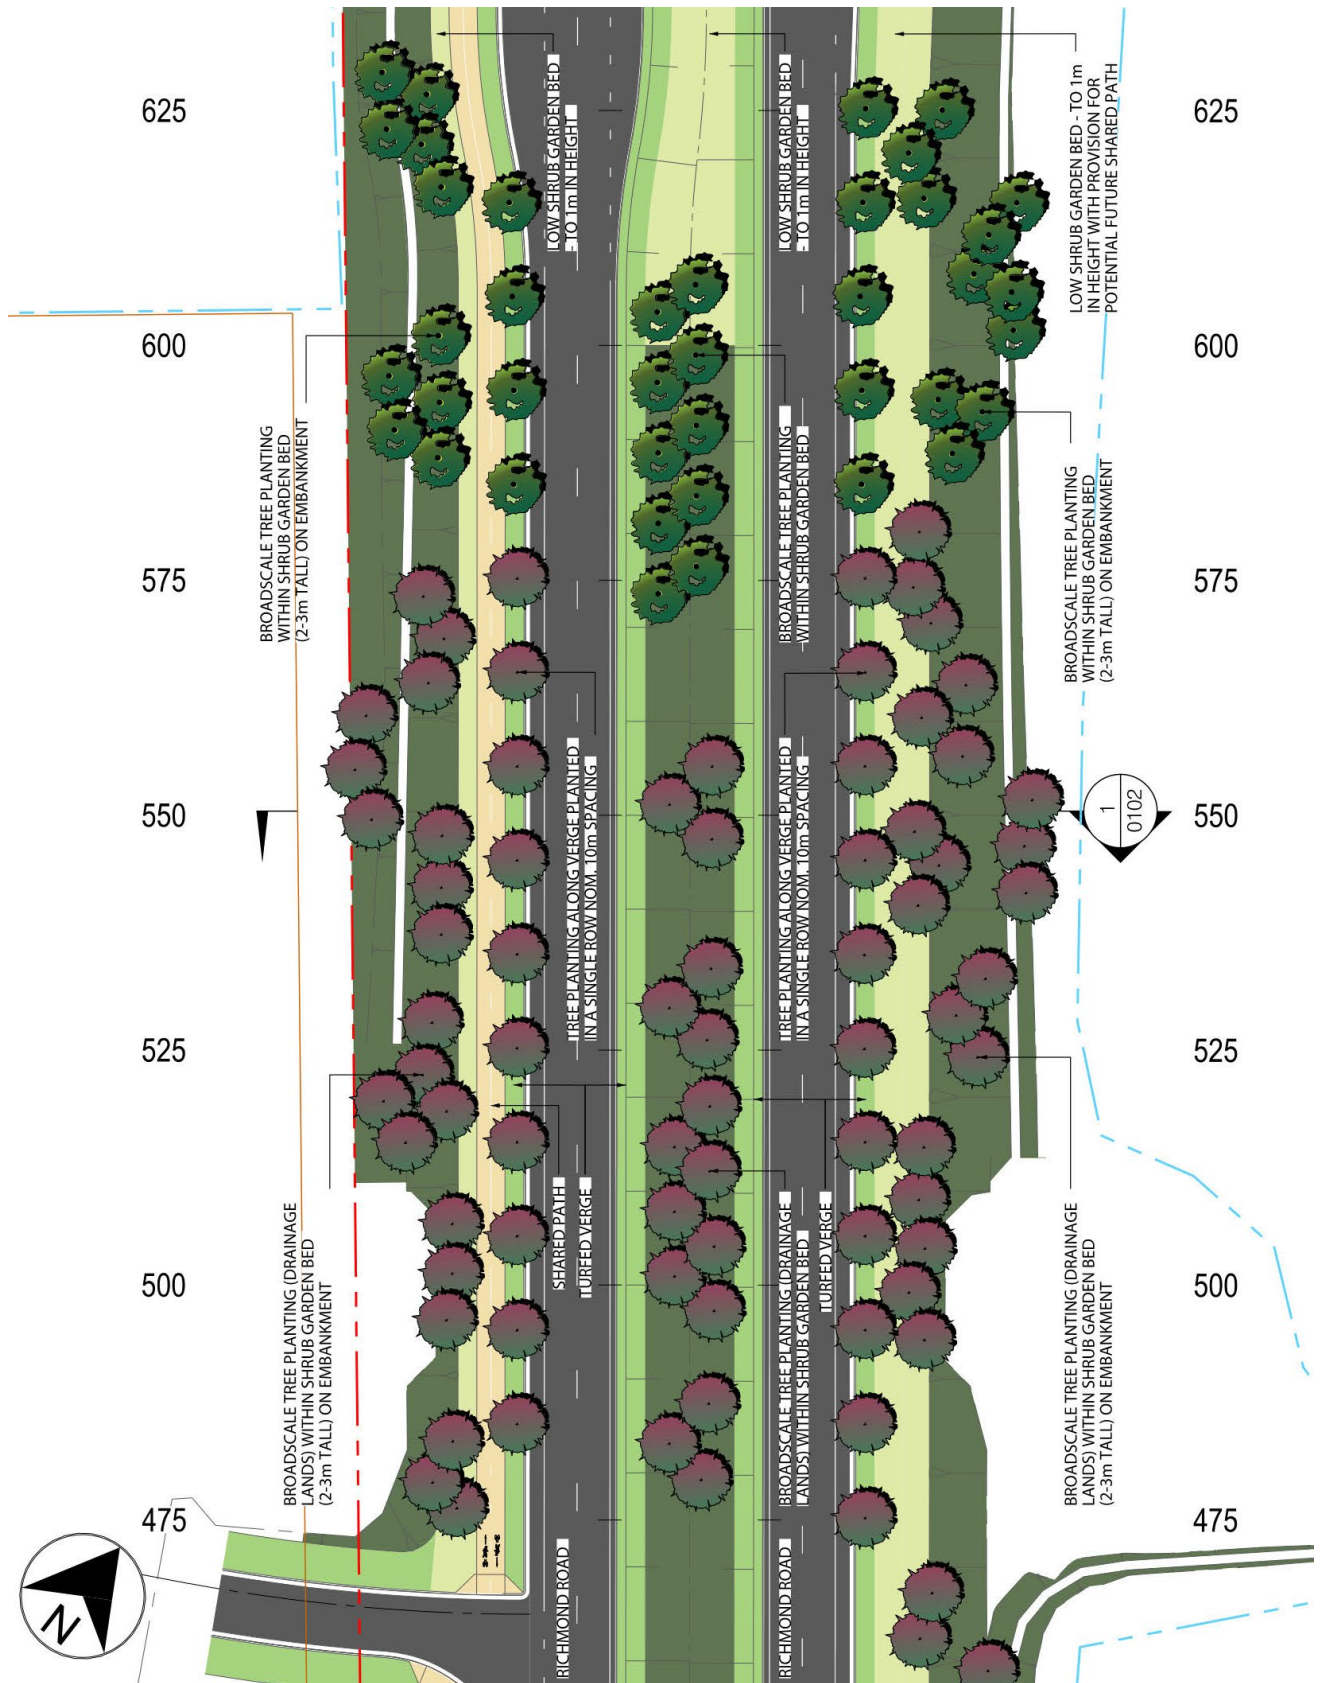 625
600
575
550
525
500
475
625
600
575
550
525
500
475
LOW SHRUB GARDEN BED
- TO 1m IN HEIGHT
LOW SHRUB GARDEN BED
- TO 1m IN HEIGHT
LOW SHRUB GARDEN BED - TO 1m
IN HEIGHT WITH PROVISION FOR
POTENTIAL FUTURE SHARED PATH
BROADSCALE TREE PLANTING
WITHIN SHRUB GARDEN BED
(2-3m TALL) ON EMBANKMENT
BROADSCALE TREE PLANTING
WITHIN SHRUB GARDEN BED
BROADSCALE TREE PLANTING
WITHIN SHRUB GARDEN BED
(2-3m TALL) ON EMBANKMENT
TREE PLANTING ALONG VERGE PLANTED
IN A SINGLE ROW NOM. 10m SPACING
TREE PLANTING ALONG VERGE PLANTED
IN A SINGLE ROW NOM. 10m SPACING
1
0102
BROADSCALE TREE PLANTING (DRAINAGE
LANDS) WITHIN SHRUB GARDEN BED
(2-3m TALL) ON EMBANKMENT
SHARED PATH
TURFED VERGE
BROADSCALE TREE PLANTING (DRAINAGE
LANDS) WITHIN SHRUB GARDEN BED
TURFED VERGE
BROADSCALE TREE PLANTING (DRAINAGE
LANDS) WITHIN SHRUB GARDEN BED
(2-3m TALL) ON EMBANKMENT
RICHMOND ROAD
RICHMOND ROAD
N